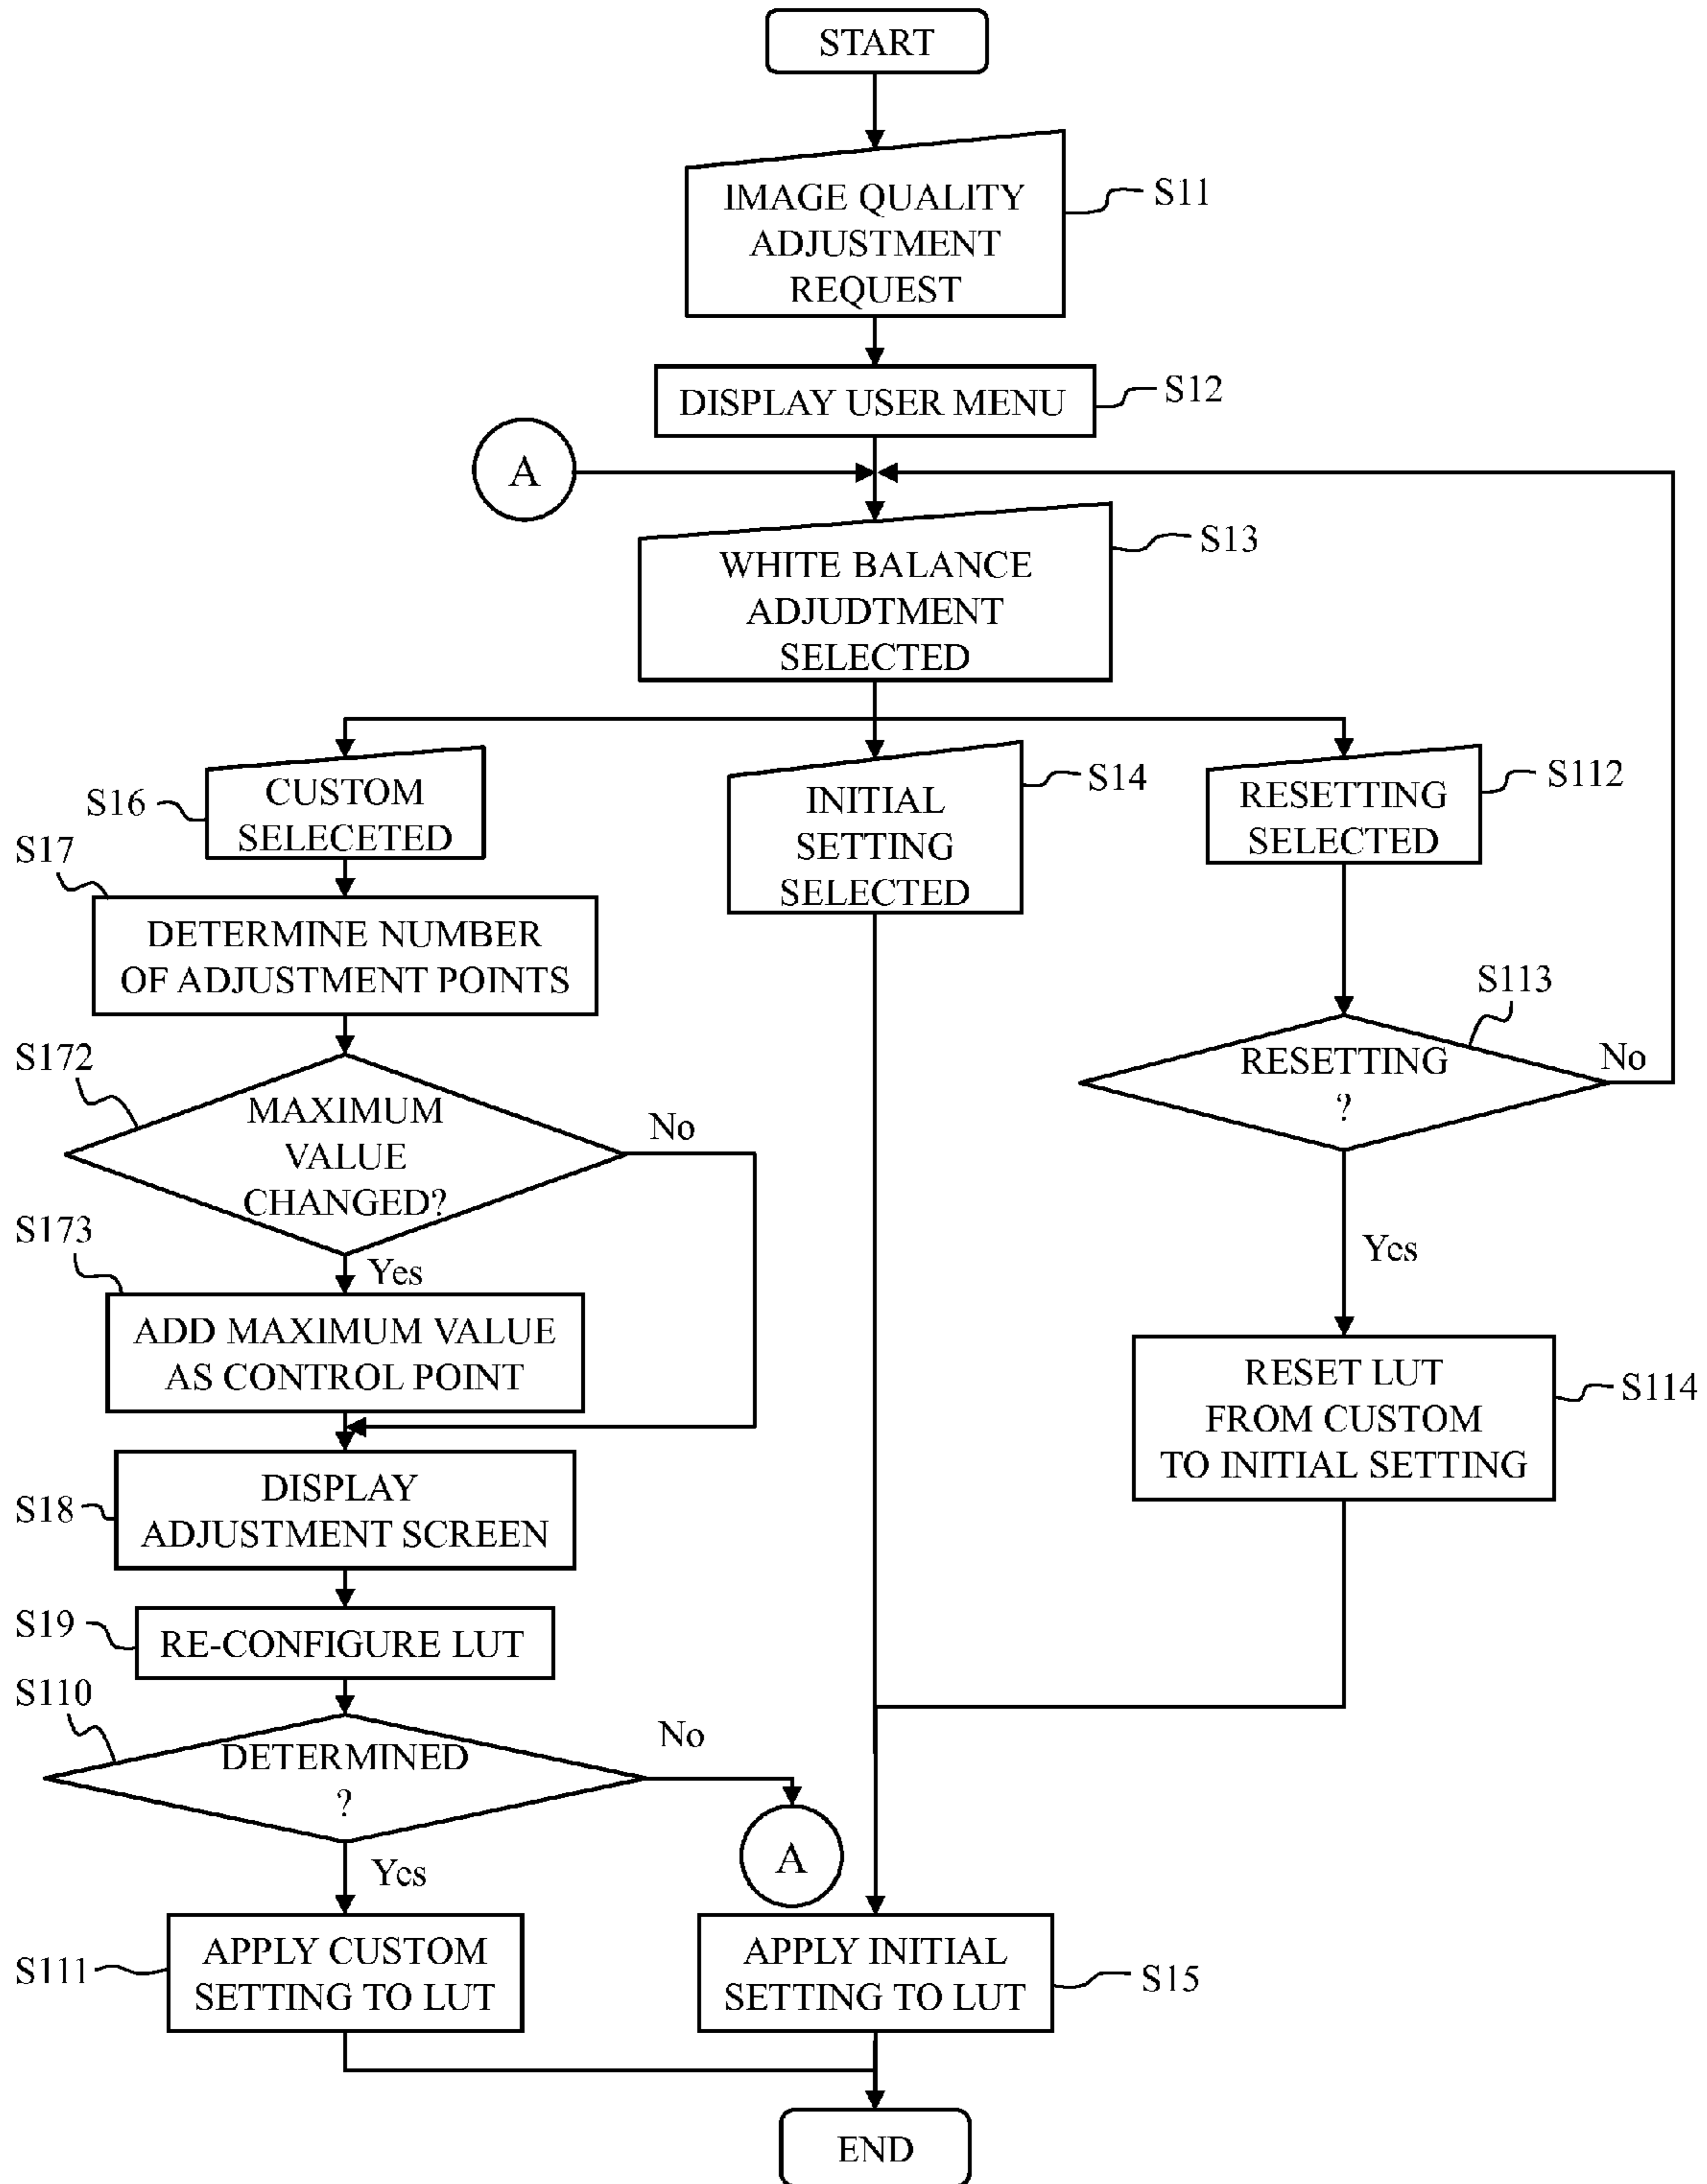 START
IMAGE QUALITY
ADJUSTMENT
REQUEST
S11
DISPLAY USER MENU
S12
A
WHITE BALANCE
ADJUDTMENT
SELECTED
S13
CUSTOM
SELECETED
S16
INITIAL
SETTING
SELECTED
S14
RESETTING
SELECTED
S112
S17
DETERMINE NUMBER
OF ADJUSTMENT POINTS
S172
MAXIMUM
VALUE
CHANGED?
No
Yes
S173
ADD MAXIMUM VALUE
AS CONTROL POINT
S113
RESETTING
?
No
Yes
RESET LUT
FROM CUSTOM
TO INITIAL SETTING
S114
S18
DISPLAY
ADJUSTMENT SCREEN
S19
RE-CONFIGURE LUT
S110
DETERMINED
?
No
A
Yes
S111
APPLY CUSTOM
SETTING TO LUT
APPLY INITIAL
SETTING TO LUT
S15
END